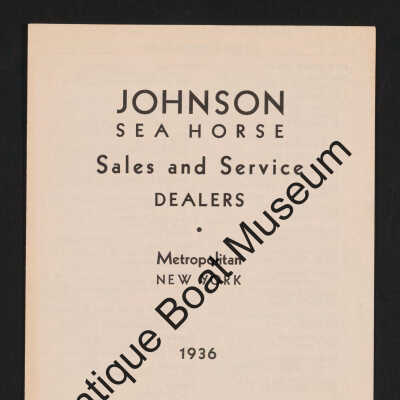 JOHNSON
SEA HORSE
Sales and Service
DEALERS
•
Metropolitan
NEW YORK
1936
tique Boat Museum